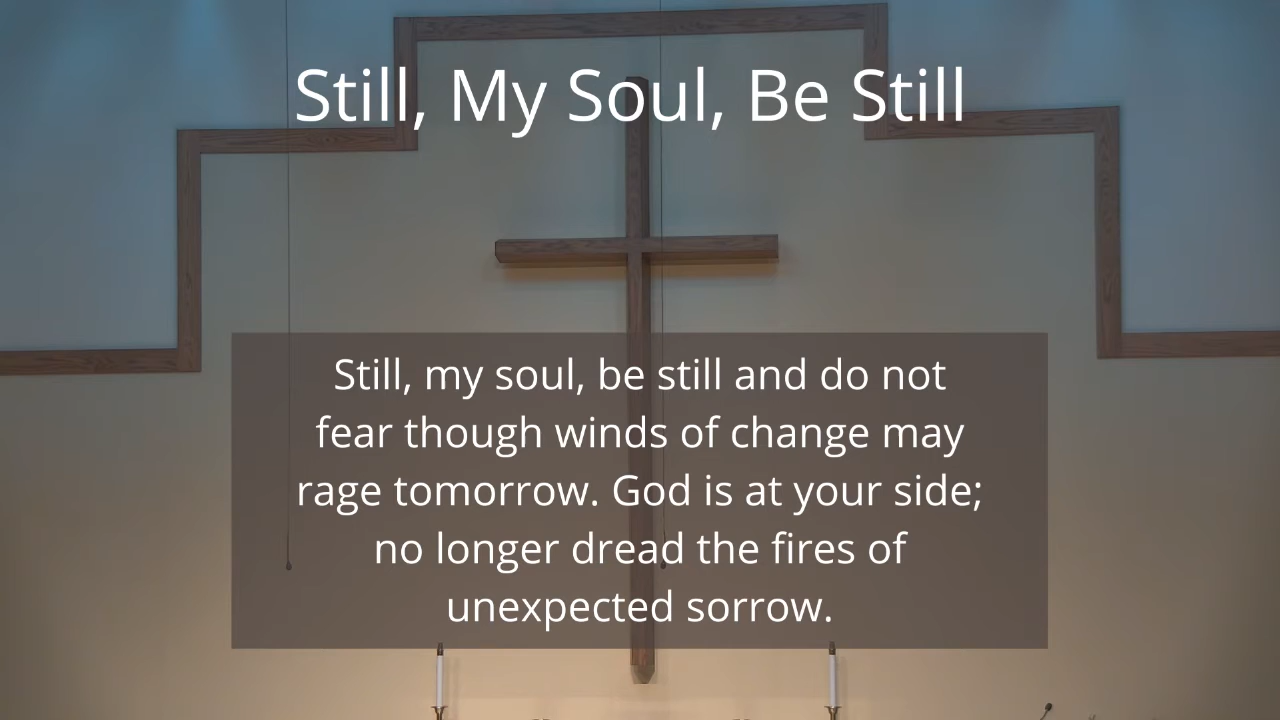 Still, My Soul, Be Still
Still, my soul, be still and do not
fear though winds of change may
rage tomorrow. God is at your side;
no longer dread the fires of
unexpected sorrow.